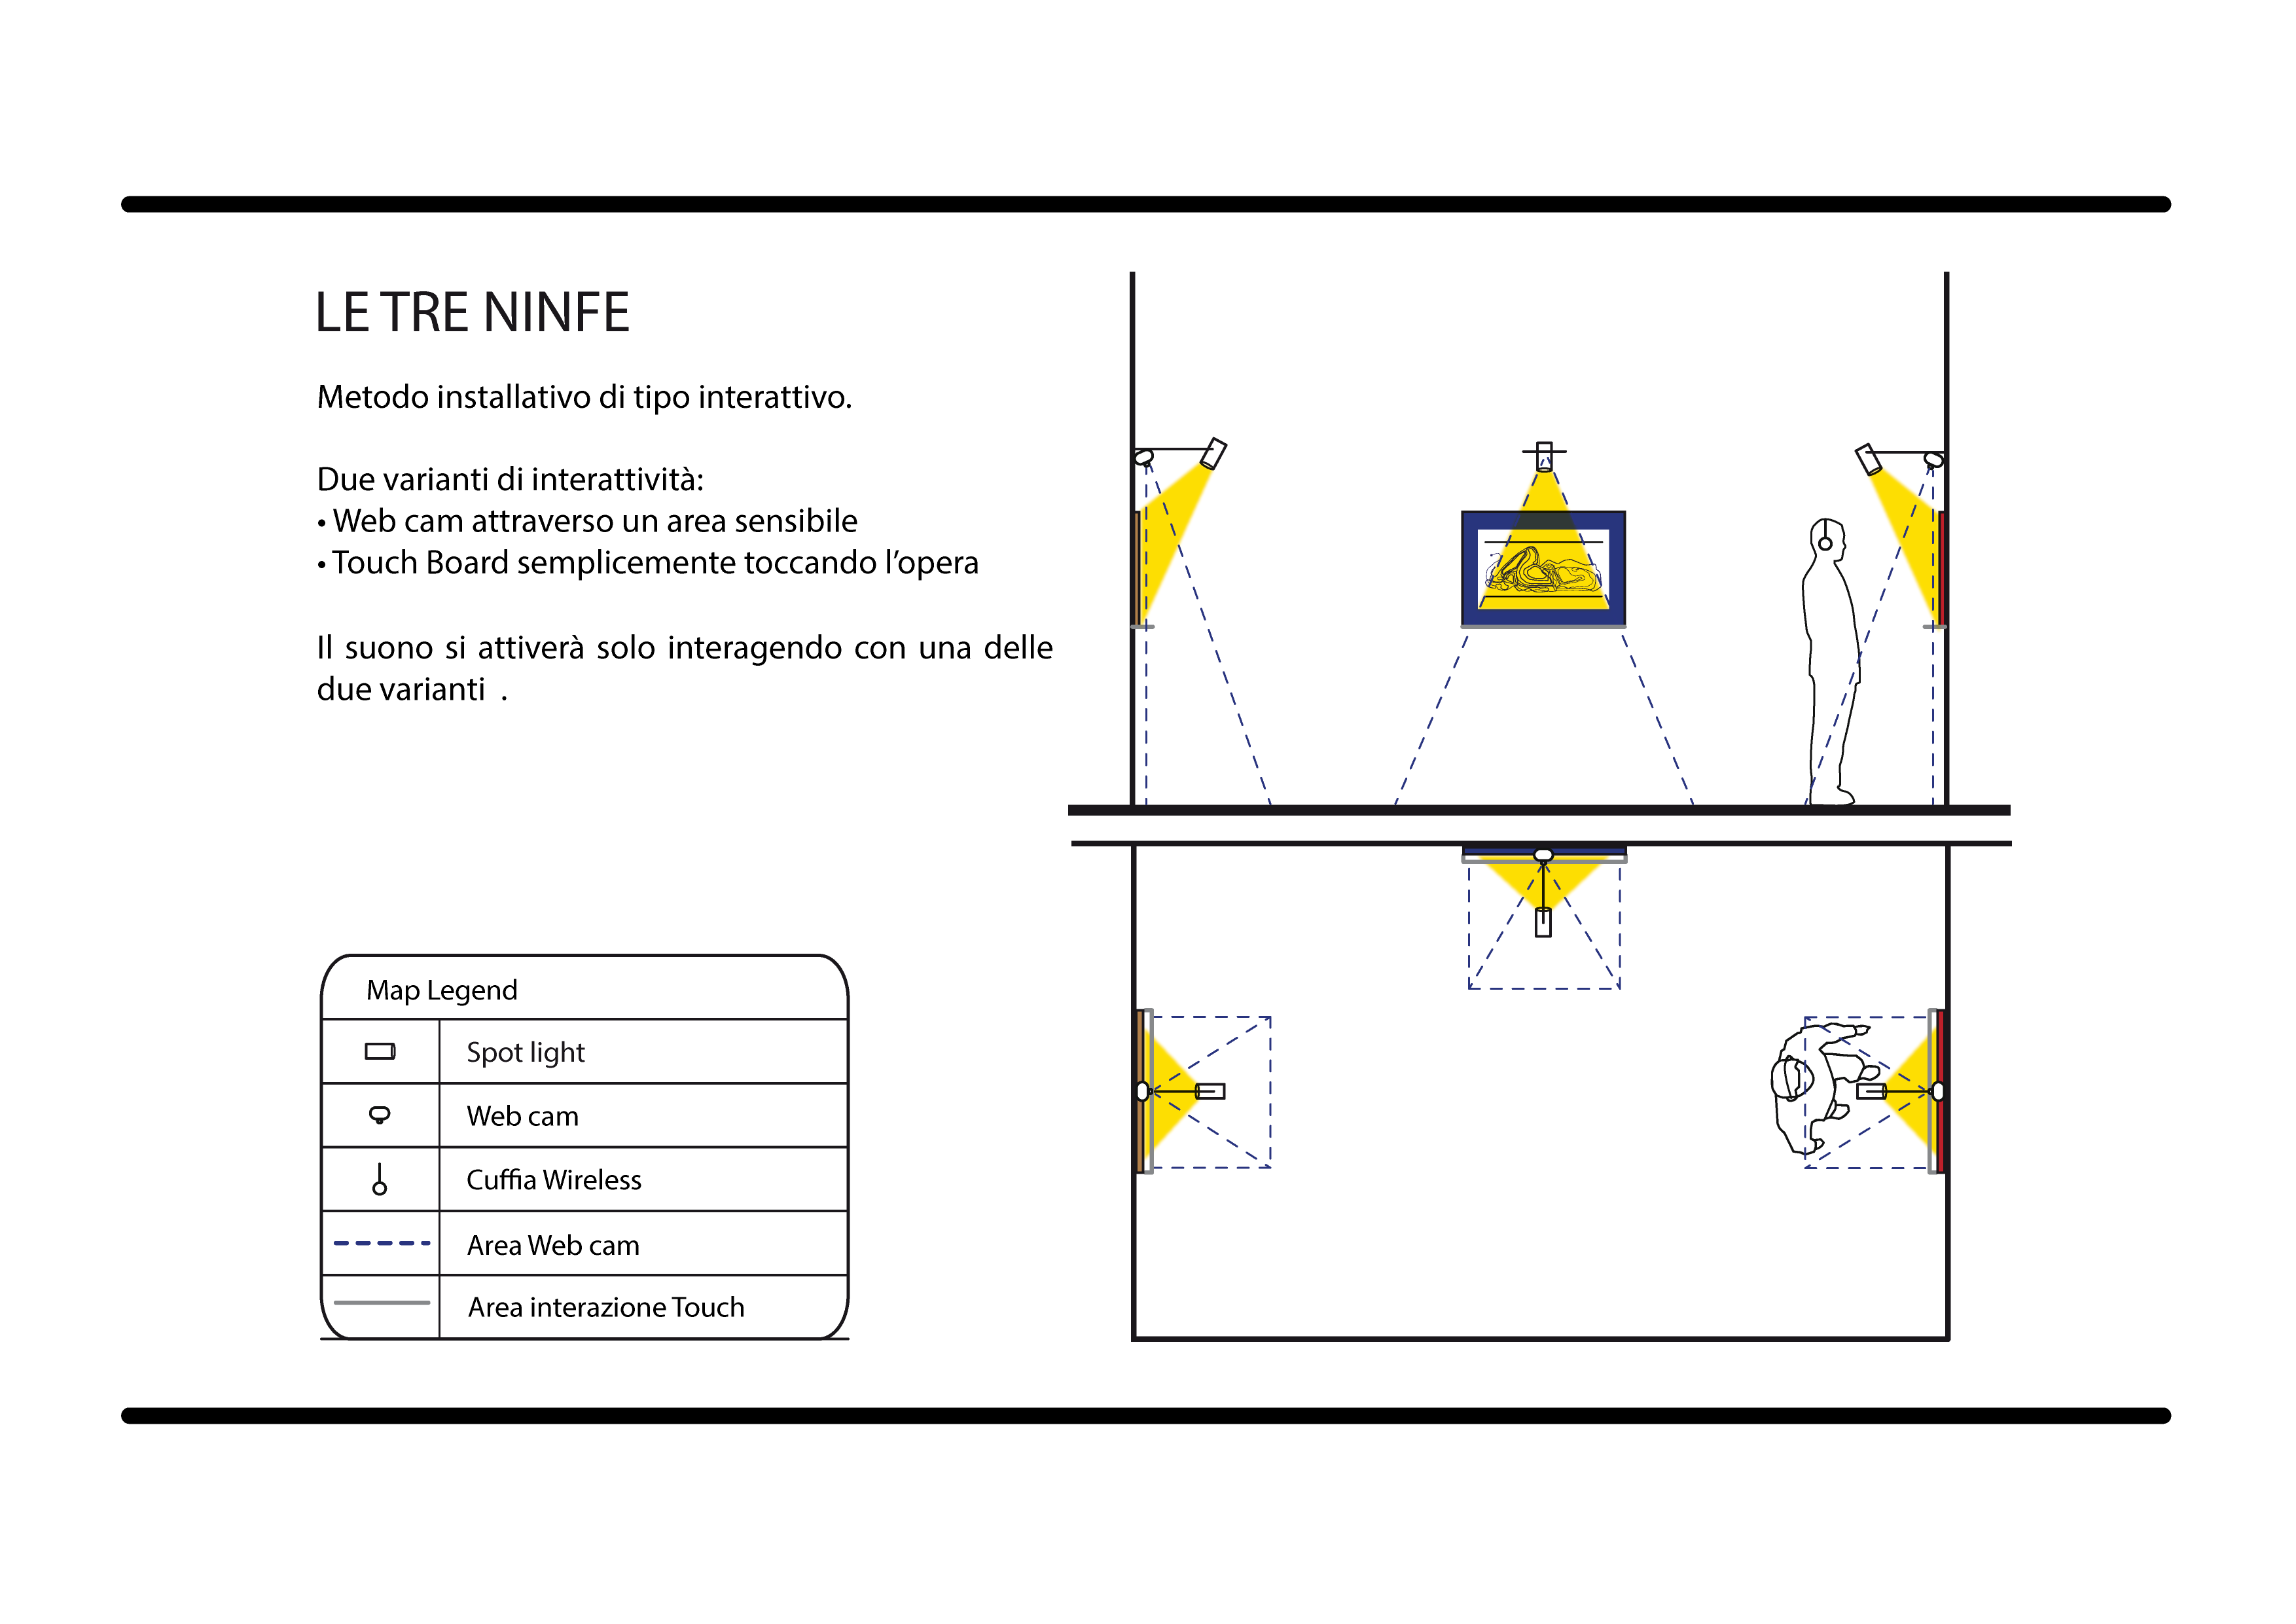 LE TRE NINFE
Metodo installativo di tipo interattivo.
Due varianti di interattività:
• Web cam attraverso un area sensibile
• Touch Board semplicemente toccando l’opera
Il suono si attiverà solo interagendo con una delle
due varianti .
Map Legend
Spot light
Web cam
Cuffia Wireless
Area Web cam
Area interazione Touch